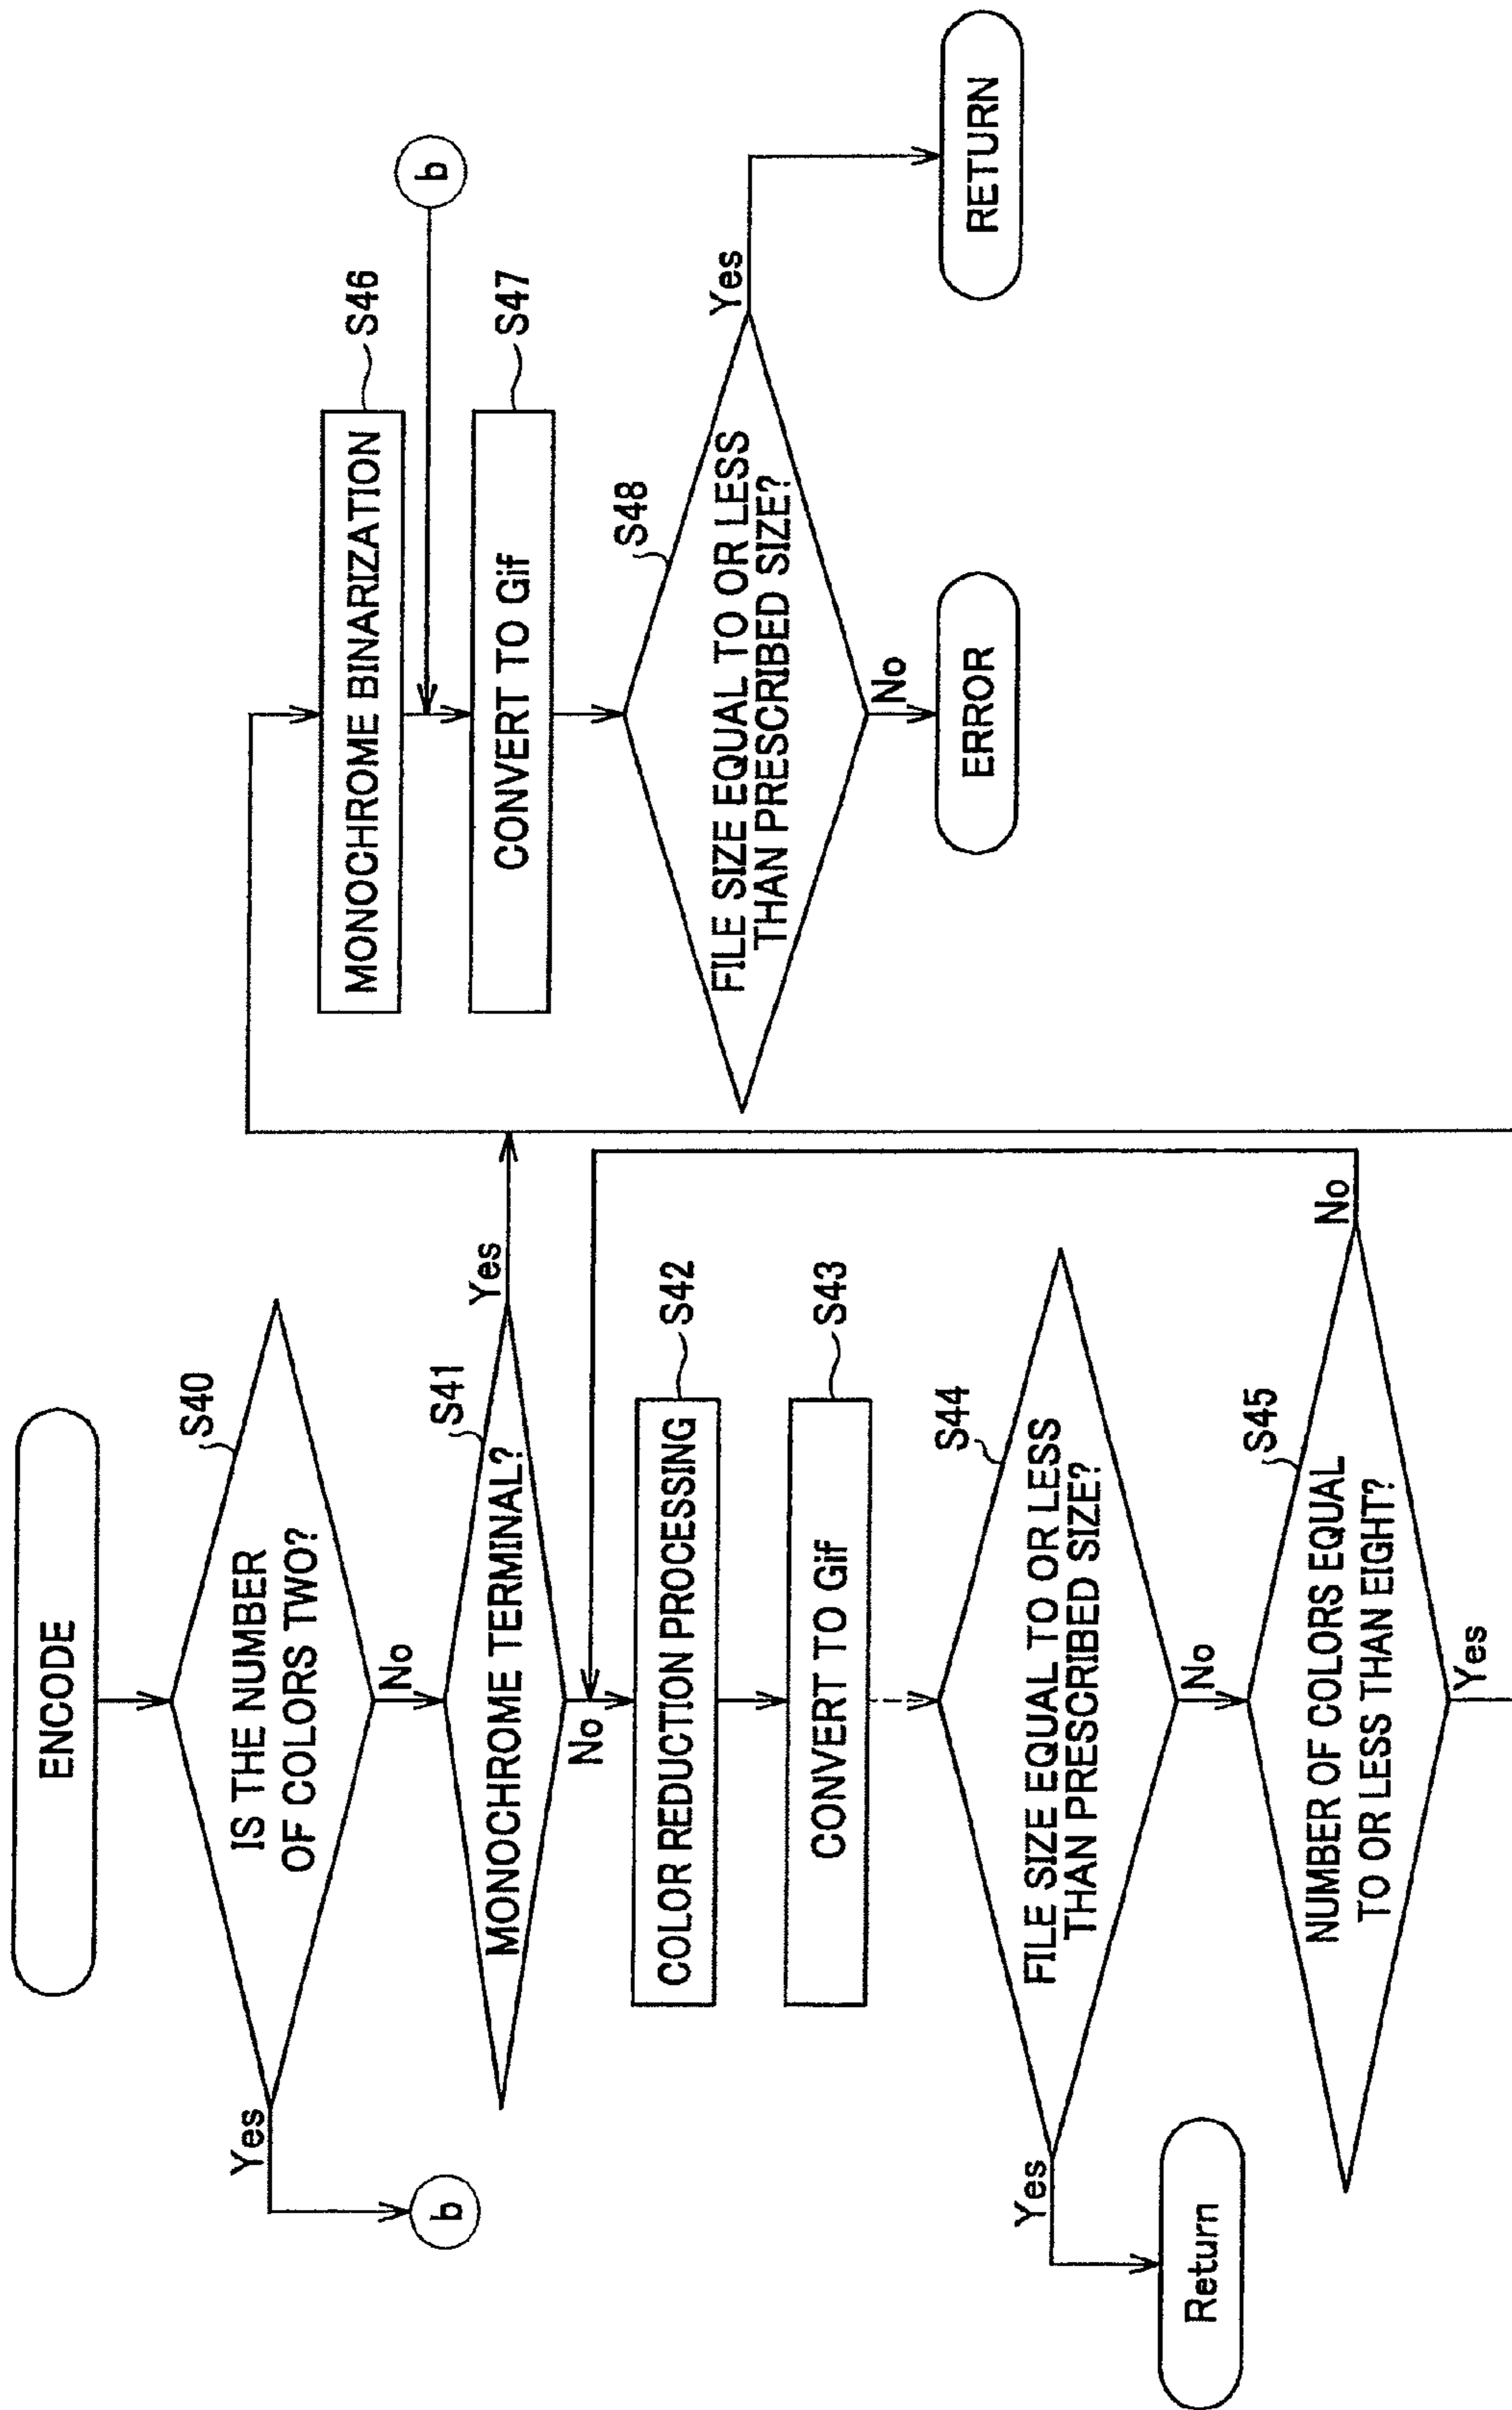 ENCODE
S40
IS THE NUMBER
OF COLORS TWO?
Yes
b
No
S41
MONOCHROME TERMINAL?
Yes
No
COLOR REDUCTION PROCESSING
S42
CONVERT TO Gif
S43
S44
FILE SIZE EQUAL TO OR LESS
THAN PRESCRIBED SIZE?
Yes
Return
No
S45
NUMBER OF COLORS EQUAL
TO OR LESS THAN EIGHT?
No
Yes
MONOCHROME BINARIZATION
S46
b
CONVERT TO Gif
S47
S48
FILE SIZE EQUAL TO OR LESS
THAN PRESCRIBED SIZE?
Yes
RETURN
No
ERROR